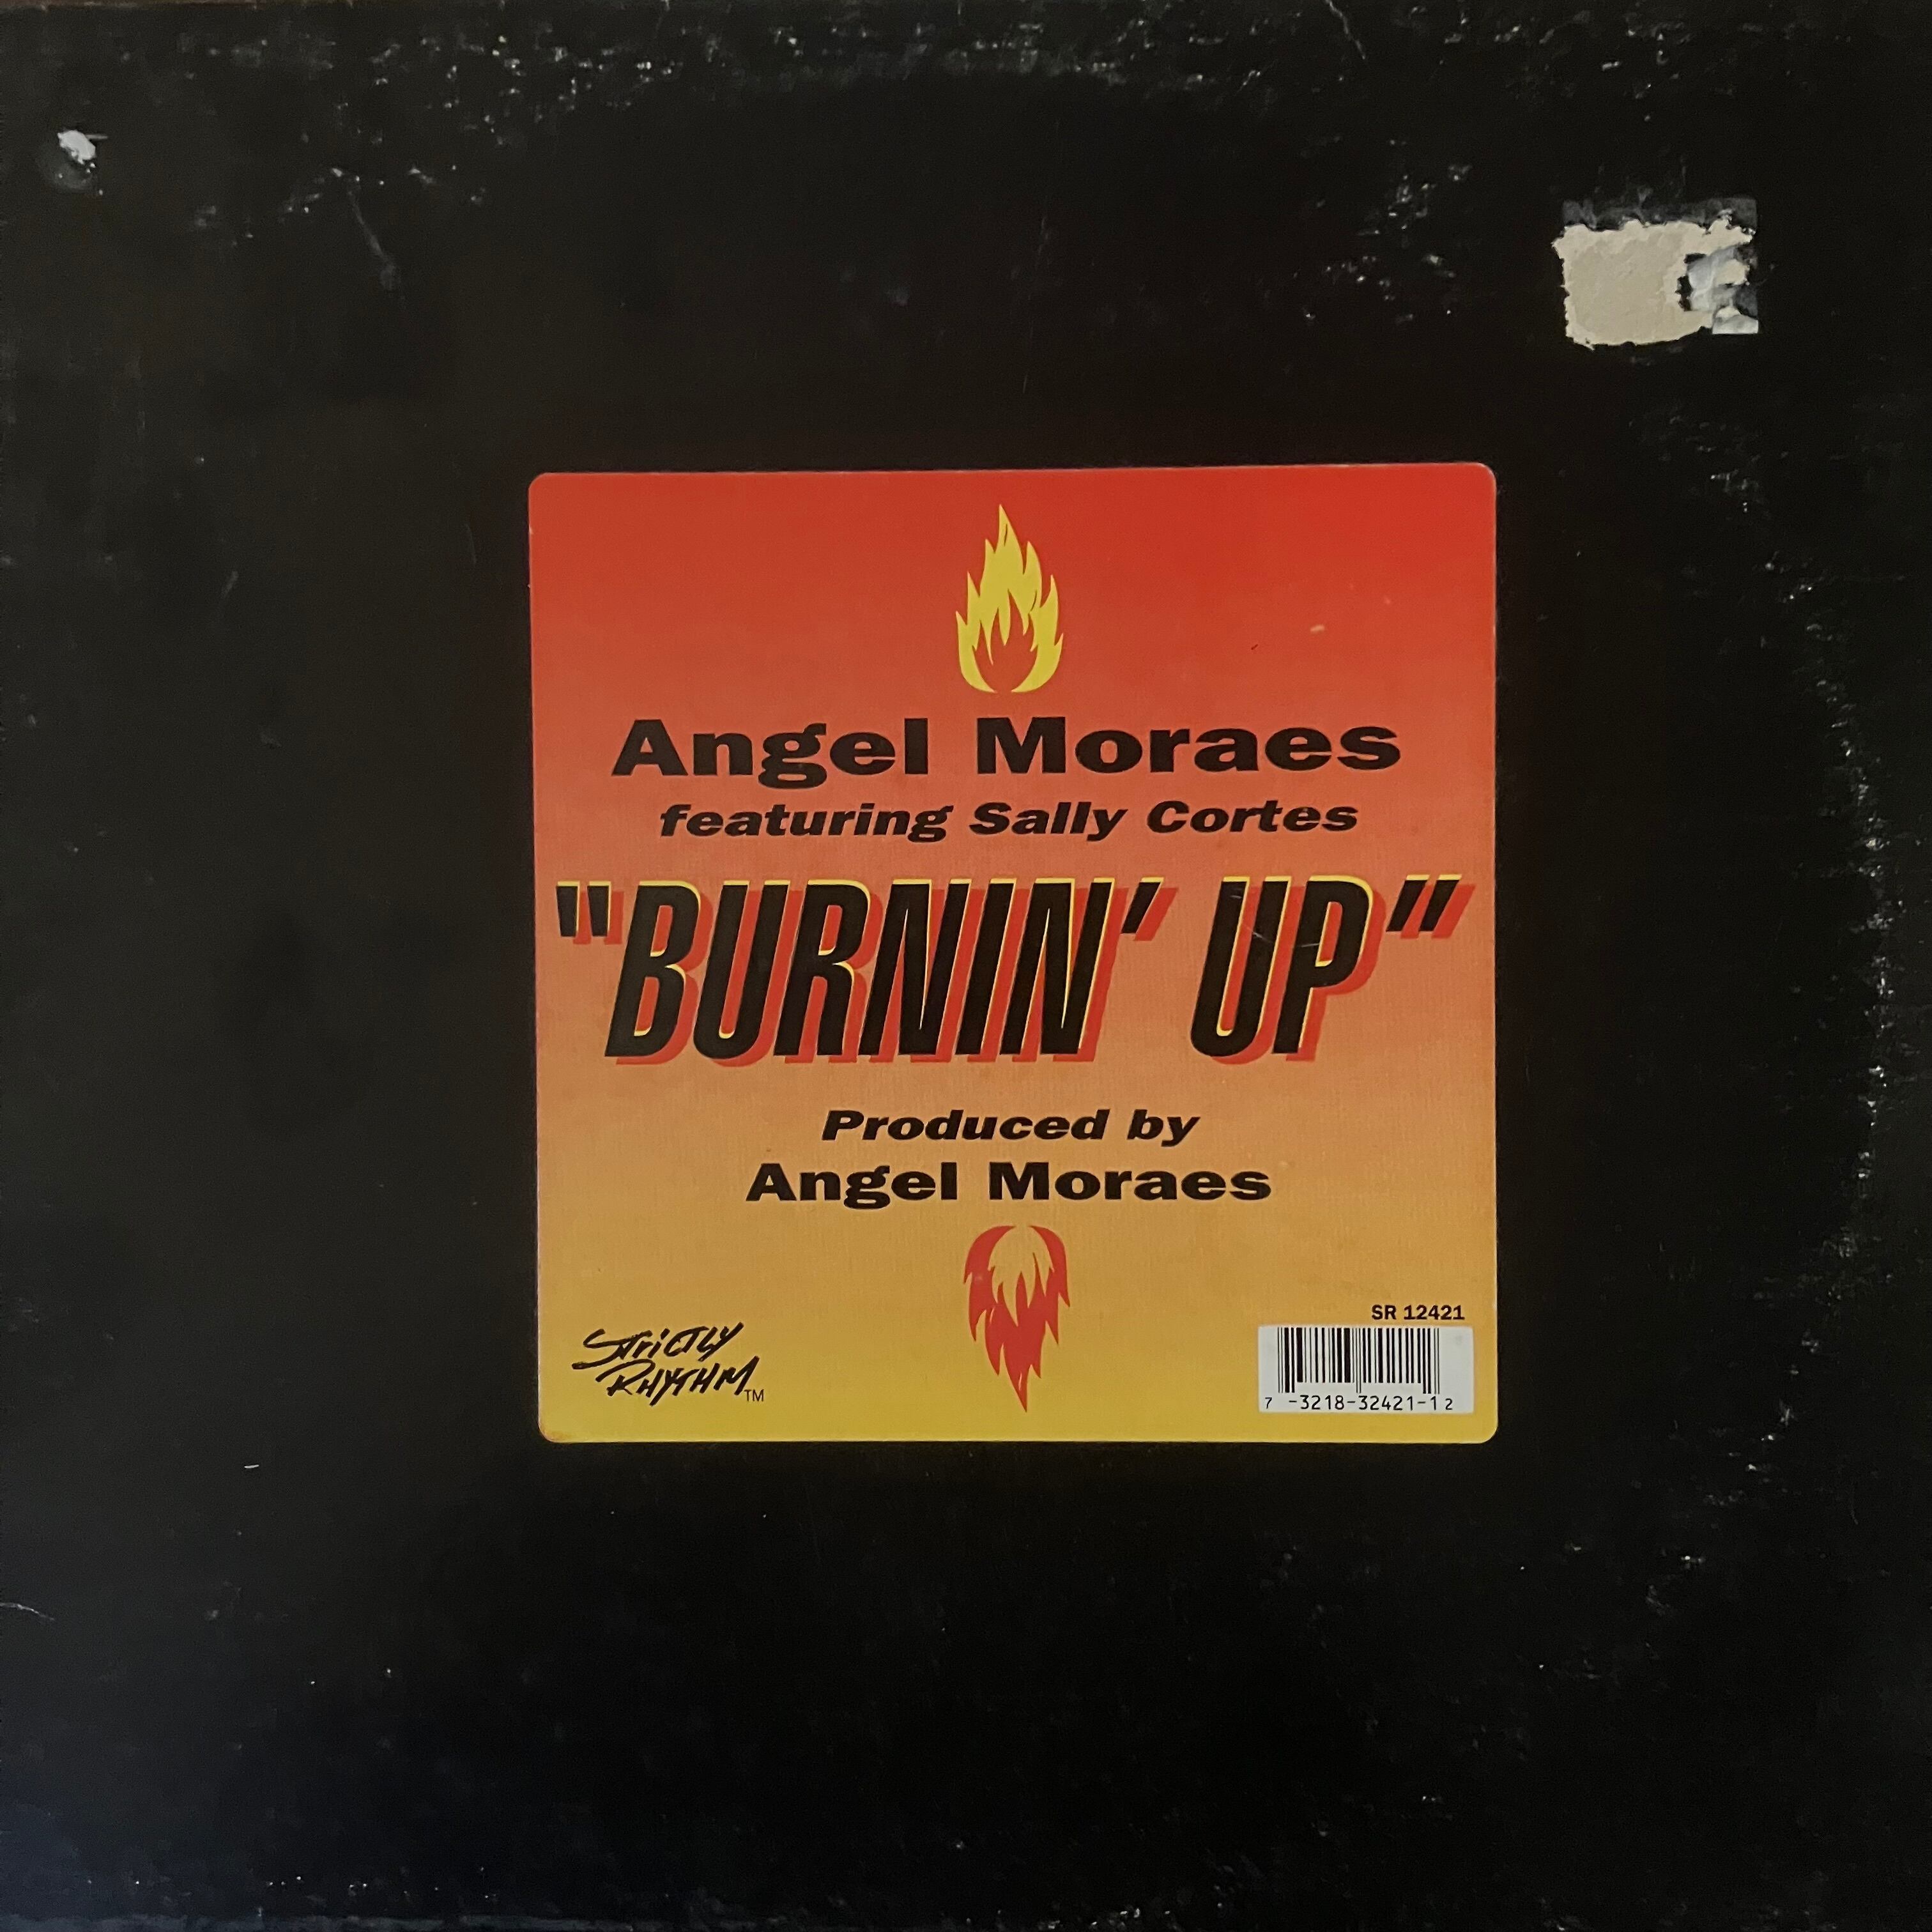 Angel Moraes
featuring Sally Cortes
"BURNIN' UP"
Produced by
Angel Moraes
STRICTLY
RHYTHM TM
SR 12421
7 -3218-32421-1 2